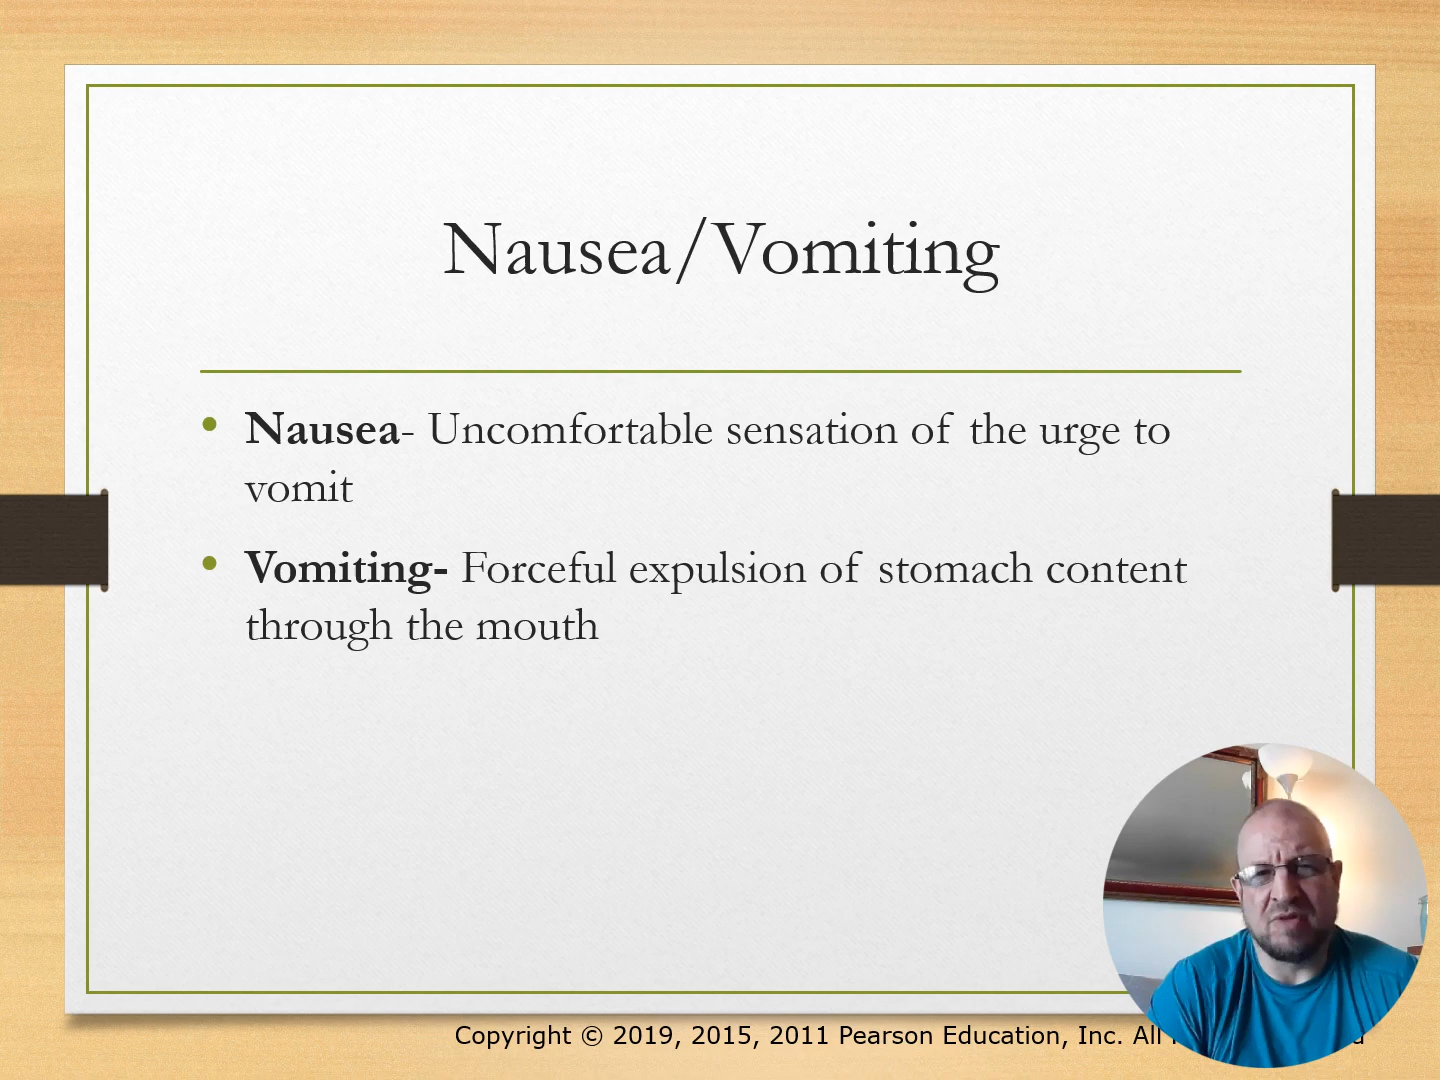 Nausea/Vomiting
• Nausea- Uncomfortable sensation of the urge to
vomit
• Vomiting- Forceful expulsion of stomach content
through the mouth
Copyright © 2019, 2015, 2011 Pearson Education, Inc. All